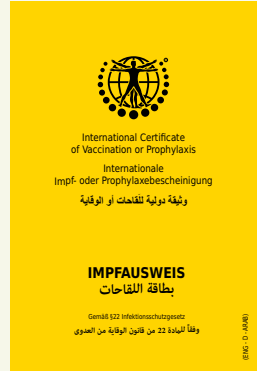 International Certificate
of Vaccination or Prophylaxis
Internationale
Impf- oder Prophylaxebescheinigung
وثيقة دولية للقاحات أو الوقاية
IMPFAUSWEIS
بطاقة اللقاحات
Gemäß §22 Infektionsschutzgesetz
وفقاً للمادة 22 من قانون الوقاية من العدوى
(ENG - D - ARAB)